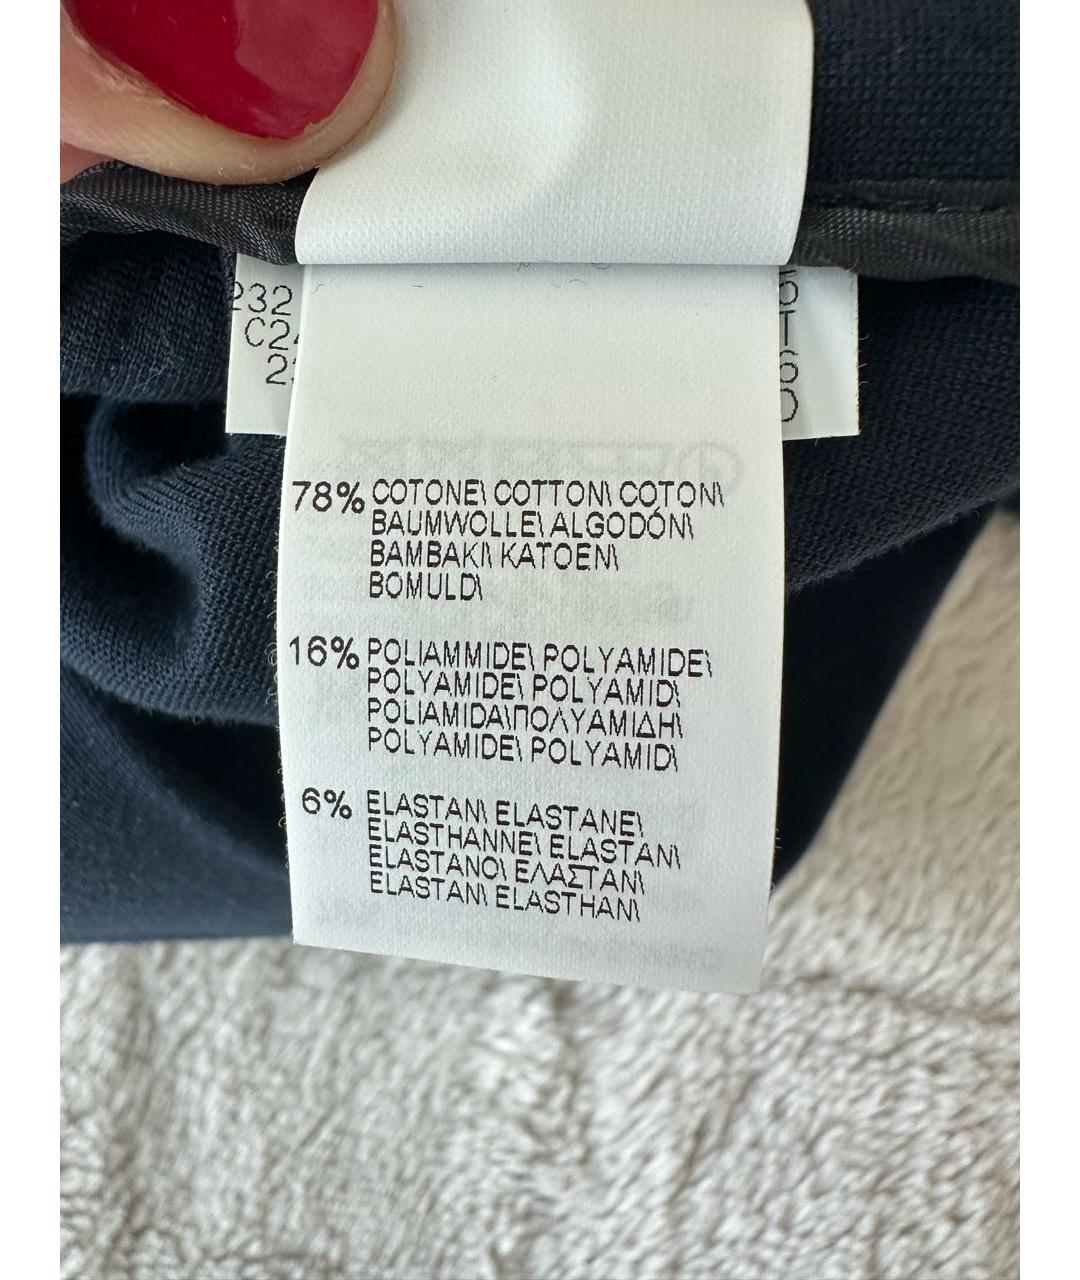 232
78% COTONE\ COTTON\ COTON\
BAUMWOLLE\ ALGODÓN\
BAMBAKI\ KATOEN\
BOMULD\
16% POLIAMMIDE\ POLYAMIDE\
POLYAMIDE\ POLYAMID\
POLIAMIDA\ΠΟΛΥΑΜΙΔΗ\
POLYAMIDE\ POLYAMID\
6% ELASTAN\ ELASTANE\
ELASTHANNE\ ELASTAN\
ELASTANO\ ΕΛΑΣΤΑΝ\
ELASTAN\ ELASTHAN\